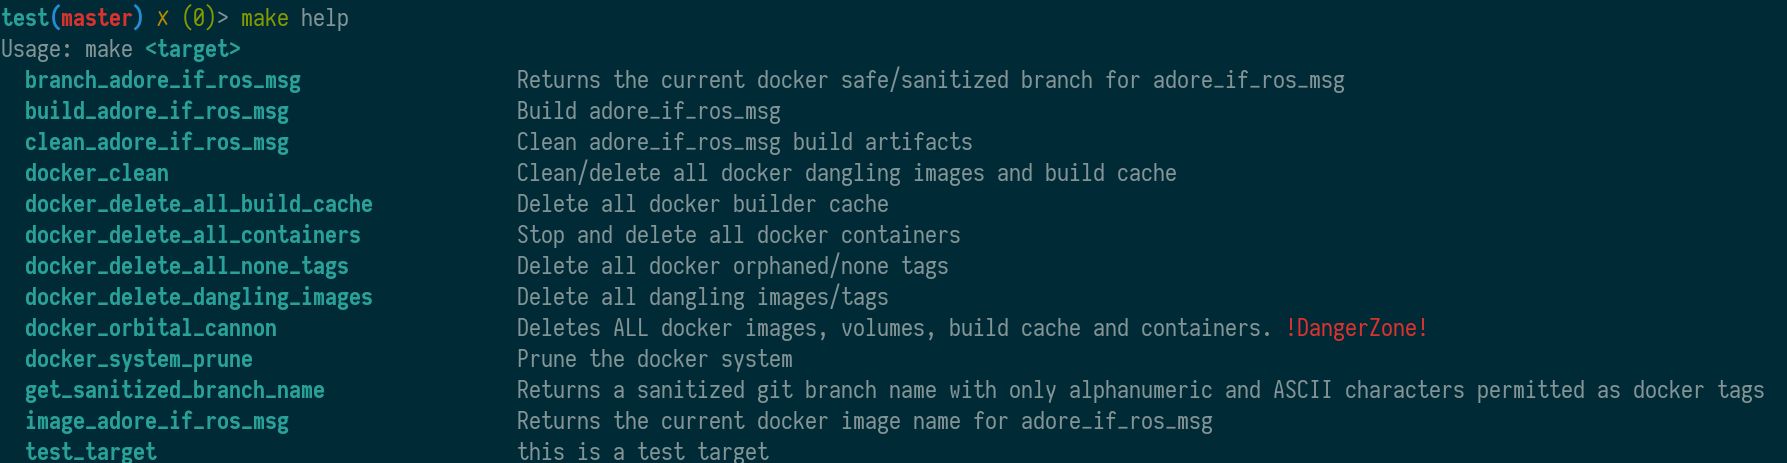 test(master) ✗ (0)> make help
Usage: make <target>
branch_adore_if_ros_msg Returns the current docker safe/sanitized branch for adore_if_ros_msg
build_adore_if_ros_msg Build adore_if_ros_msg
clean_adore_if_ros_msg Clean adore_if_ros_msg build artifacts
docker_clean Clean/delete all docker dangling images and build cache
docker_delete_all_build_cache Delete all docker builder cache
docker_delete_all_containers Stop and delete all docker containers
docker_delete_all_none_tags Delete all docker orphaned/none tags
docker_delete_dangling_images Delete all dangling images/tags
docker_orbital_cannon Deletes ALL docker images, volumes, build cache and containers. !DangerZone!
docker_system_prune Prune the docker system
get_sanitized_branch_name Returns a sanitized git branch name with only alphanumeric and ASCII characters permitted as docker tags
image_adore_if_ros_msg Returns the current docker image name for adore_if_ros_msg
test_target this is a test target